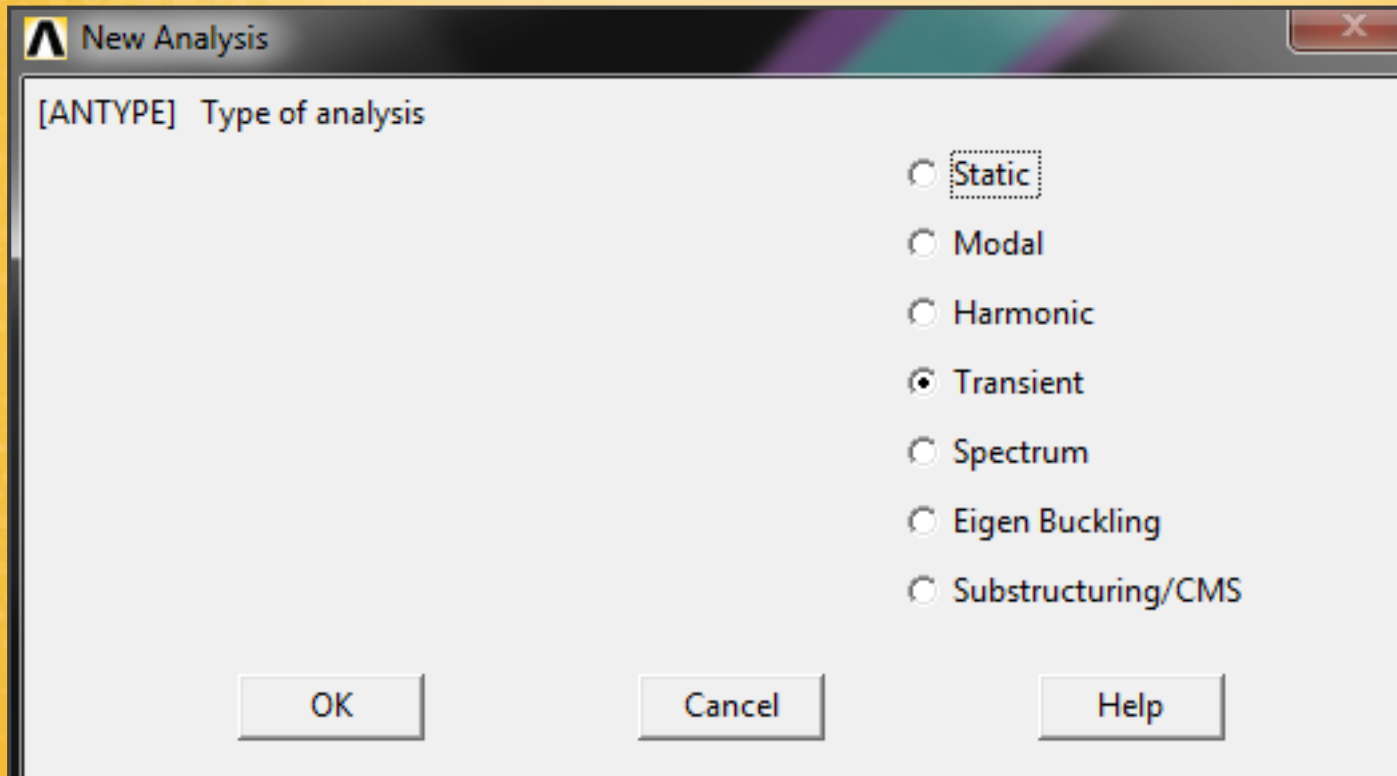 New Analysis
[ANTYPE] Type of analysis
Static
Modal
Harmonic
Transient
Spectrum
Eigen Buckling
Substructuring/CMS
OK Cancel Help